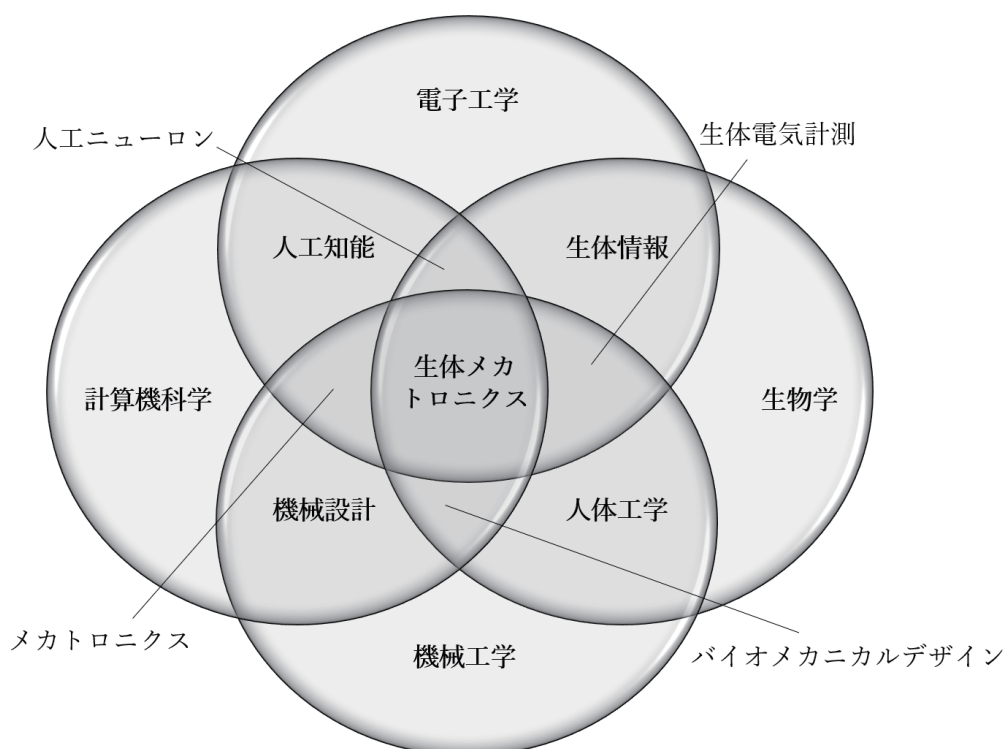 電子工学
人工ニューロン
生体電気計測
人工知能
生体情報
生体メカ
トロニクス
計算機科学
生物学
機械設計
人体工学
メカトロニクス
機械工学
バイオメカニカルデザイン